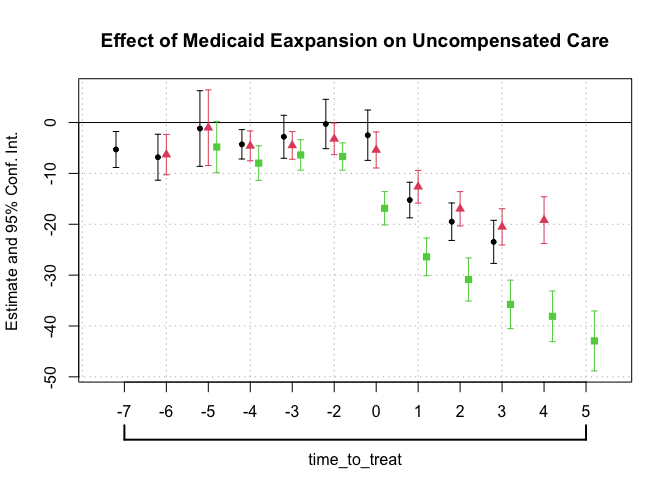 Effect of Medicaid Eaxpansion on Uncompensated Care
Estimate and 95% Conf. Int.
0
-10
-20
-30
-40
-50
-7 -6 -5 -4 -3 -2 0 1 2 3 4 5
time_to_treat